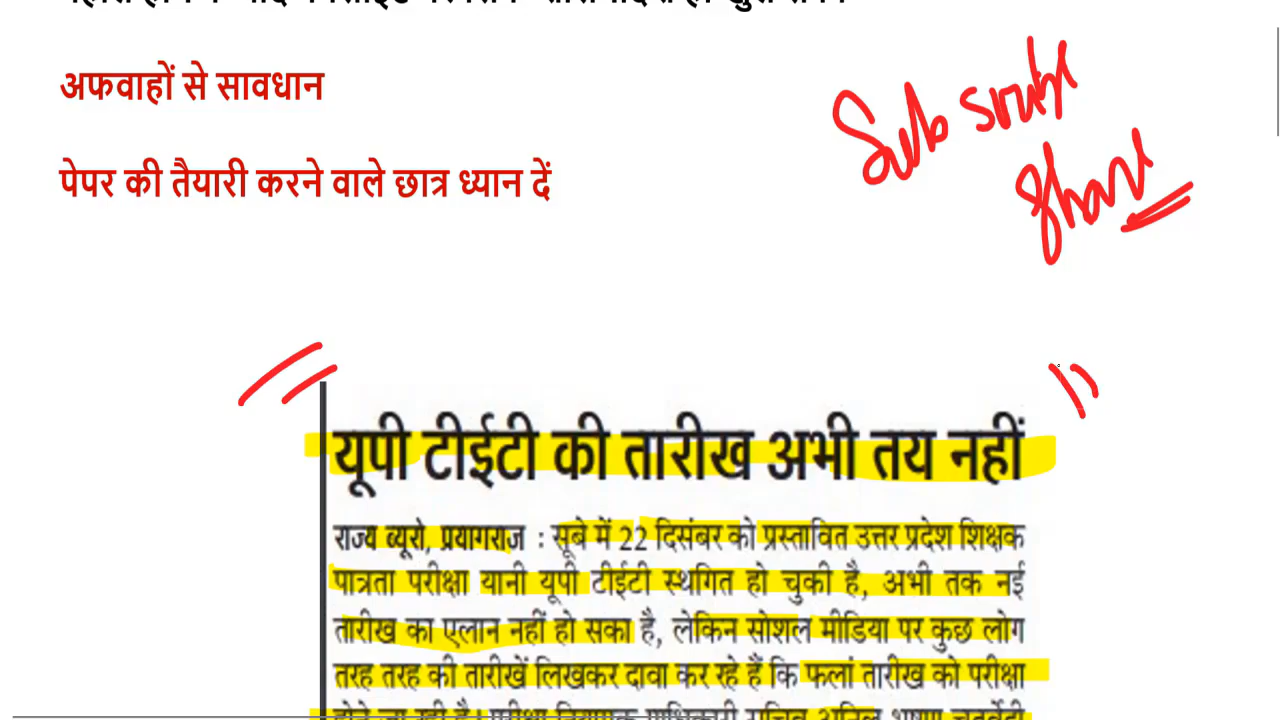 अफवाहों से सावधान
पेपर की तैयारी करने वाले छात्र ध्यान दें
Sub
Share
यूपी टीईटी की तारीख अभी तय नहीं
राज्य ब्यूरो, प्रयागराज : सूबे में 22 दिसंबर को प्रस्तावित उत्तर प्रदेश शिक्षक
पात्रता परीक्षा यानी यूपी टीईटी स्थगित हो चुकी है, अभी तक नई
तारीख का एलान नहीं हो सका है, लेकिन सोशल मीडिया पर कुछ लोग
तरह तरह की तारीखें लिखकर दावा कर रहे हैं कि फलां तारीख को परीक्षा